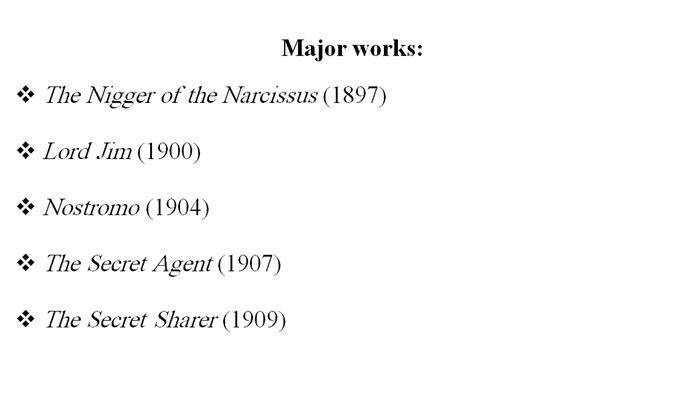 Major works:
❖ The Nigger of the Narcissus (1897)
❖ Lord Jim (1900)
❖ Nostromo (1904)
❖ The Secret Agent (1907)
❖ The Secret Sharer (1909)